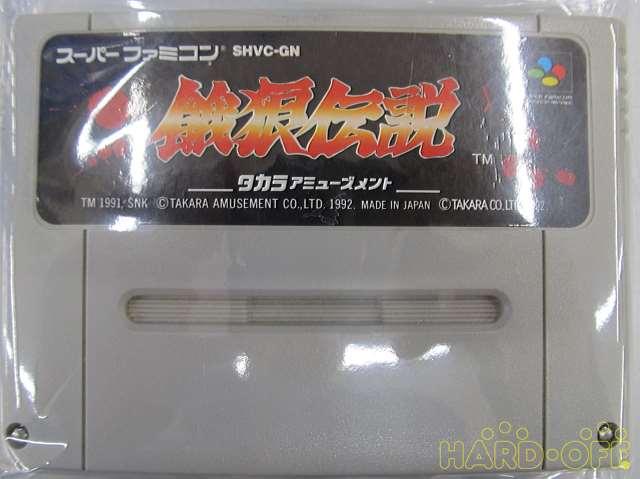 スーパーファミコン® SHVC-GN
餓狼伝説
TM
タカラアミューズメント
TM 1991, SNK ©TAKARA AMUSEMENT CO., LTD. 1992. MADE IN JAPAN ©TAKARA CO., LTD.
HARD-OFF